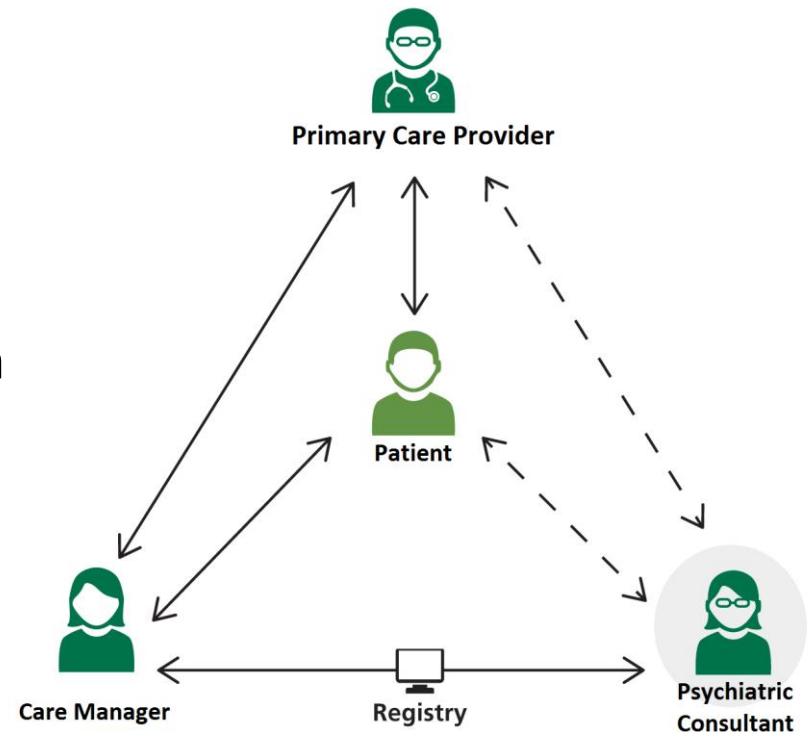 Primary Care Provider
n
Patient
Care Manager
Registry
Psychiatric
Consultant